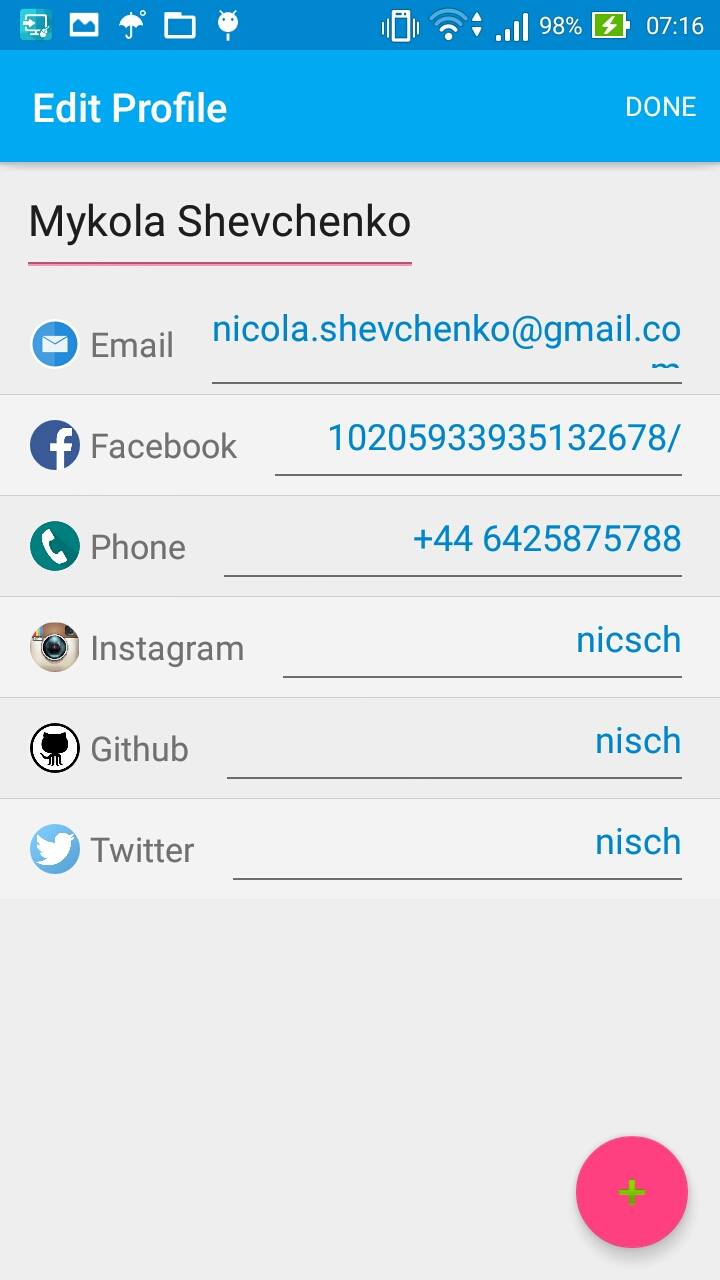 98% 07:16
Edit Profile DONE
Mykola Shevchenko
Email nicola.shevchenko@gmail.co
m
Facebook 10205933935132678/
Phone +44 6425875788
Instagram nicsch
Github nisch
Twitter nisch